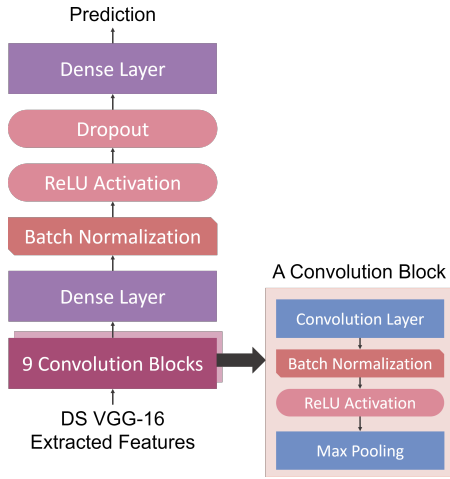 Prediction
Dense Layer
Dropout
ReLU Activation
Batch Normalization
Dense Layer
9 Convolution Blocks
DS VGG-16
Extracted Features
A Convolution Block
Convolution Layer
Batch Normalization
ReLU Activation
Max Pooling